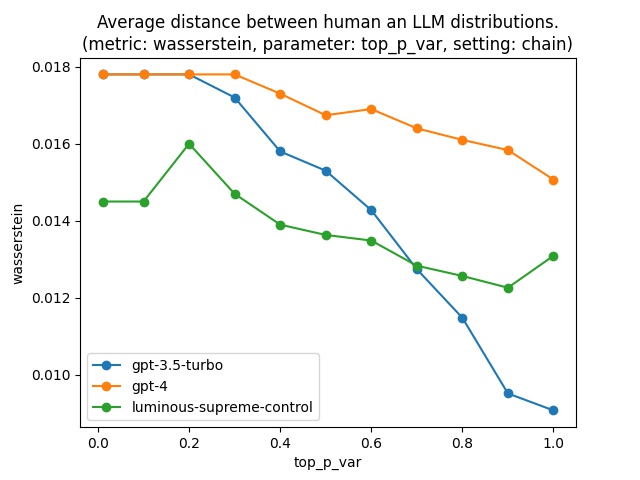 Average distance between human an LLM distributions.
(metric: wasserstein, parameter: top_p_var, setting: chain)
0.018
0.016
0.014
0.012
0.010
wasserstein
gpt-3.5-turbo
gpt-4
luminous-supreme-control
0.0 0.2 0.4 0.6 0.8 1.0
top_p_var